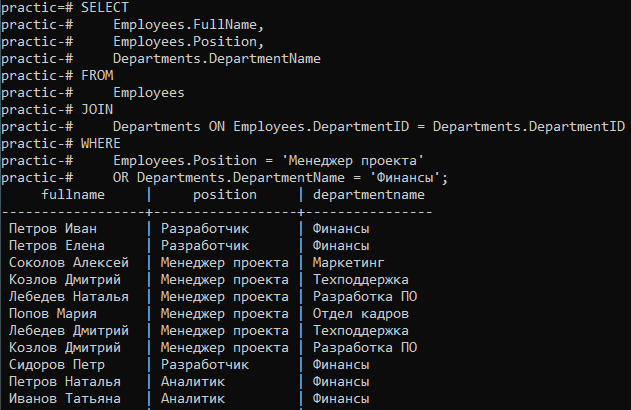 practic=# SELECT
practic-#     Employees.FullName,
practic-#     Employees.Position,
practic-#     Departments.DepartmentName
practic-# FROM
practic-#     Employees
practic-# JOIN
practic-#     Departments ON Employees.DepartmentID = Departments.DepartmentID
practic-# WHERE
practic-#     Employees.Position = 'Менеджер проекта'
practic-#     OR Departments.DepartmentName = 'Финансы';
     fullname     |     position     | departmentname
------------------+------------------+----------------
 Петров Иван      | Разработчик      | Финансы
 Петров Елена     | Разработчик      | Финансы
 Соколов Алексей  | Менеджер проекта | Маркетинг
 Козлов Дмитрий   | Менеджер проекта | Техподдержка
 Лебедев Наталья  | Менеджер проекта | Разработка ПО
 Попов Мария      | Менеджер проекта | Отдел кадров
 Лебедев Дмитрий  | Менеджер проекта | Техподдержка
 Козлов Дмитрий   | Менеджер проекта | Разработка ПО
 Сидоров Петр     | Разработчик      | Финансы
 Петров Наталья   | Аналитик         | Финансы
 Иванов Татьяна   | Аналитик         | Финансы